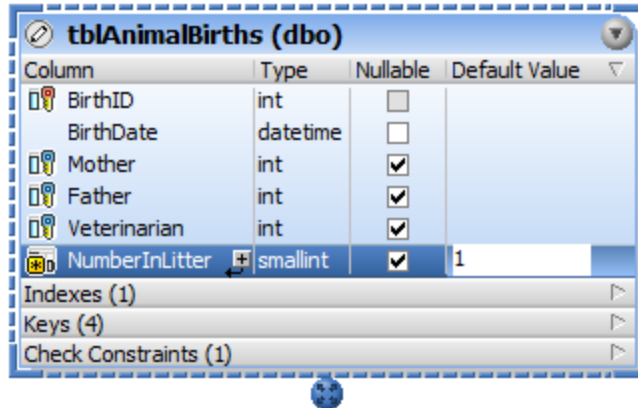 tblAnimalBirths (dbo)
Column Type Nullable Default Value
BirthID int
BirthDate datetime
Mother int
Father int
Veterinarian int
NumberInLitter smallint 1
Indexes (1)
Keys (4)
Check Constraints (1)